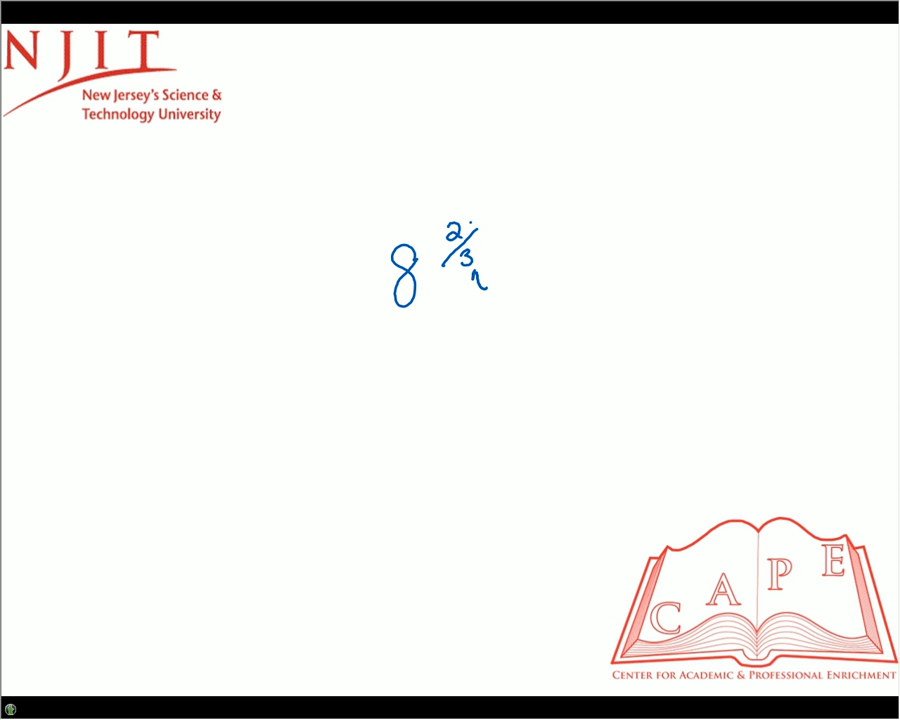 NJIT
New Jersey's Science &
Technology University
8 2/3
C A P E
CENTER FOR ACADEMIC & PROFESSIONAL ENRICHMENT